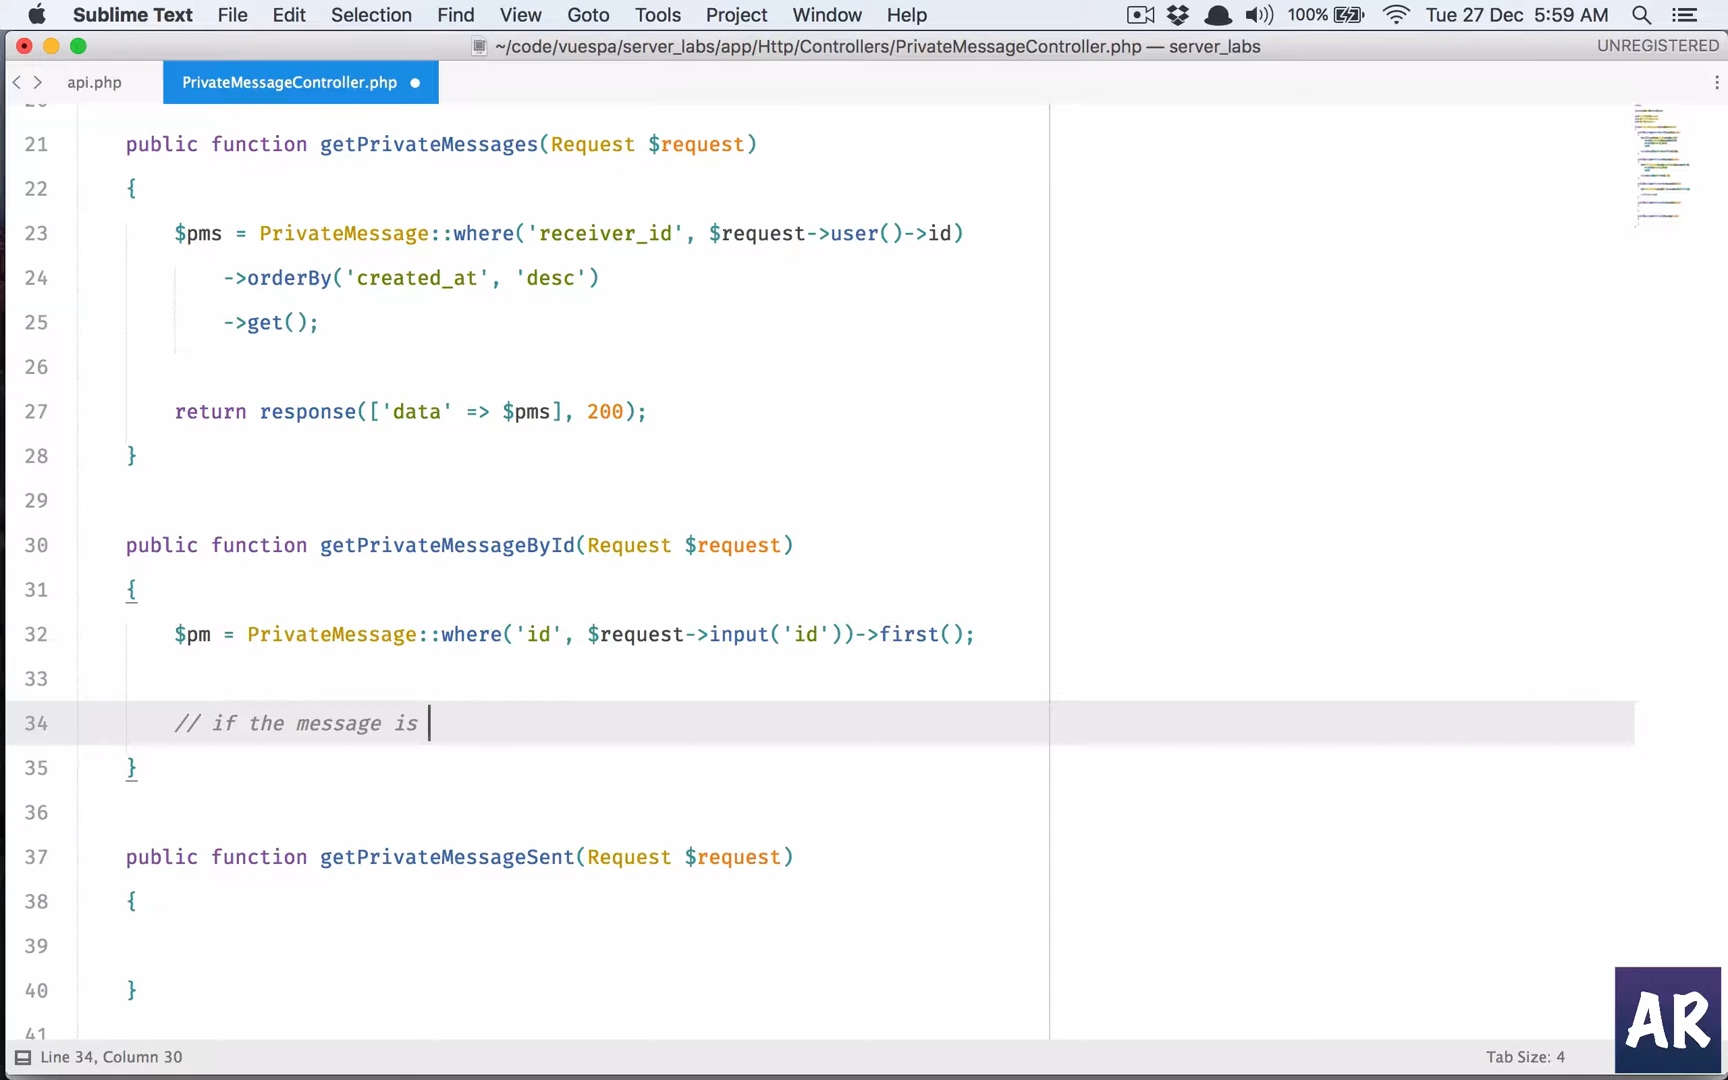 Sublime Text File Edit Selection Find View Goto Tools Project Window Help 100% Tue 27 Dec 5:59 AM
~/code/vuespa/server_labs/app/Http/Controllers/PrivateMessageController.php — server_labs UNREGISTERED
api.php PrivateMessageController.php
21 public function getPrivateMessages(Request $request)
22 {
23 $pms = PrivateMessage::where('receiver_id', $request->user()->id)
24 ->orderBy('created_at', 'desc')
25 ->get();
26
27 return response(['data' => $pms], 200);
28 }
29
30 public function getPrivateMessageById(Request $request)
31 {
32 $pm = PrivateMessage::where('id', $request->input('id'))->first();
33
34 // if the message is
35 }
36
37 public function getPrivateMessageSent(Request $request)
38 {
39
40 }
41
AR
Line 34, Column 30 Tab Size: 4